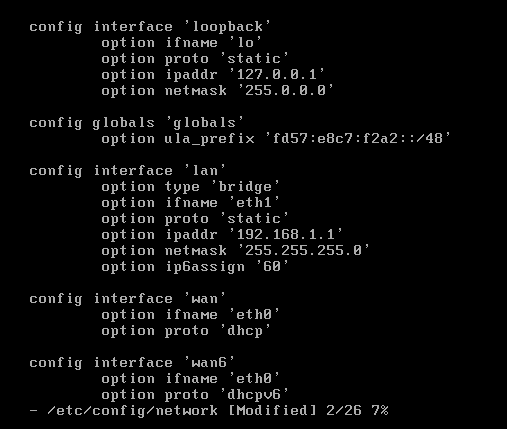 config interface 'loopback'
        option ifname 'lo'
        option proto 'static'
        option ipaddr '127.0.0.1'
        option netmask '255.0.0.0'

config globals 'globals'
        option ula_prefix 'fd57:e8c7:f2a2::/48'

config interface 'lan'
        option type 'bridge'
        option ifname 'eth1'
        option proto 'static'
        option ipaddr '192.168.1.1'
        option netmask '255.255.255.0'
        option ip6assign '60'

config interface 'wan'
        option ifname 'eth0'
        option proto 'dhcp'

config interface 'wan6'
        option ifname 'eth0'
        option proto 'dhcpv6'
- /etc/config/network [Modified] 2/26 7%